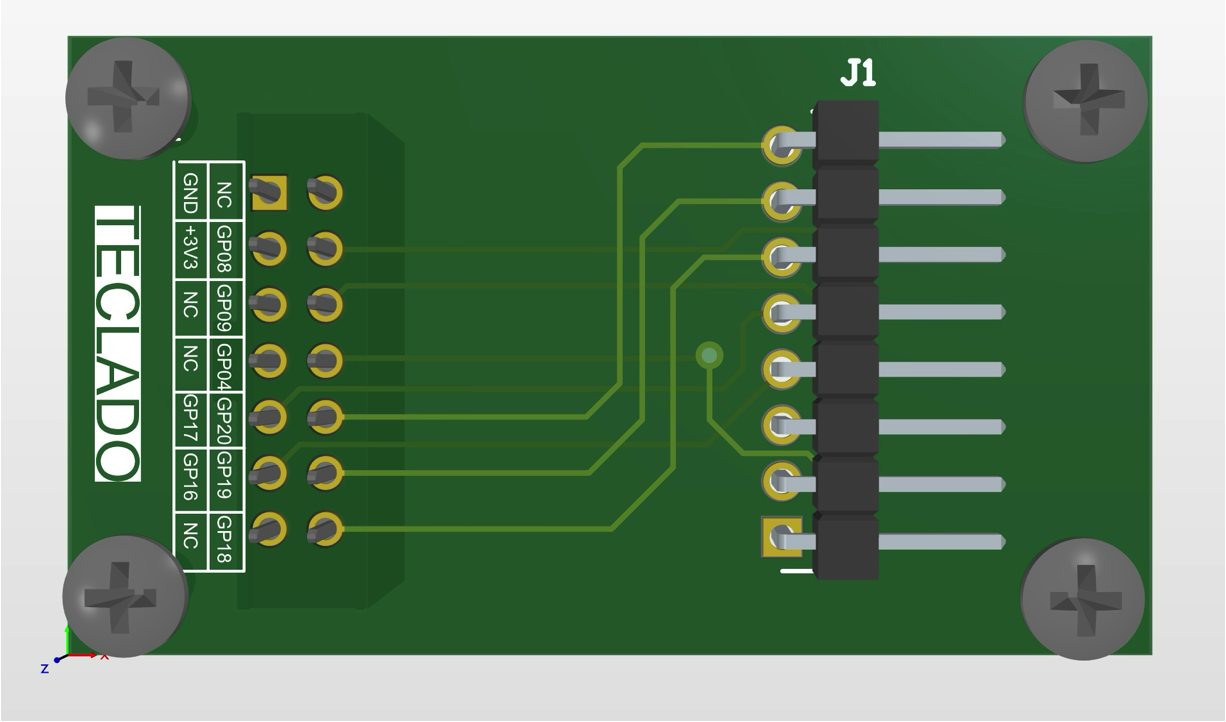 J1
TECLADO
GND NC
+3V3 GP08
NC GP09
NC GP04
GP17 GP20
GP16 GP19
NC GP18
Z
X